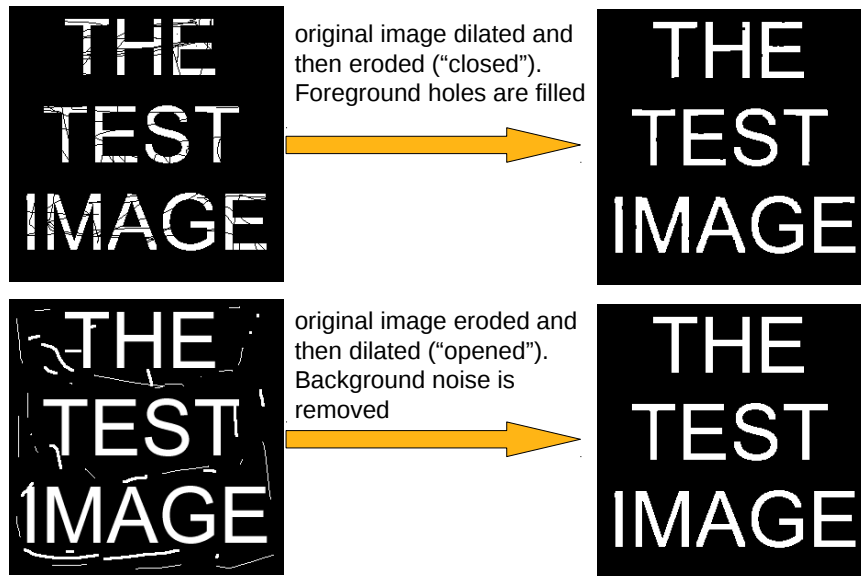 THE
TEST
IMAGE
original image dilated and
then eroded (“closed”).
Foreground holes are filled
THE
TEST
IMAGE
THE
TEST
IMAGE
original image eroded and
then dilated (“opened”).
Background noise is
removed
THE
TEST
IMAGE